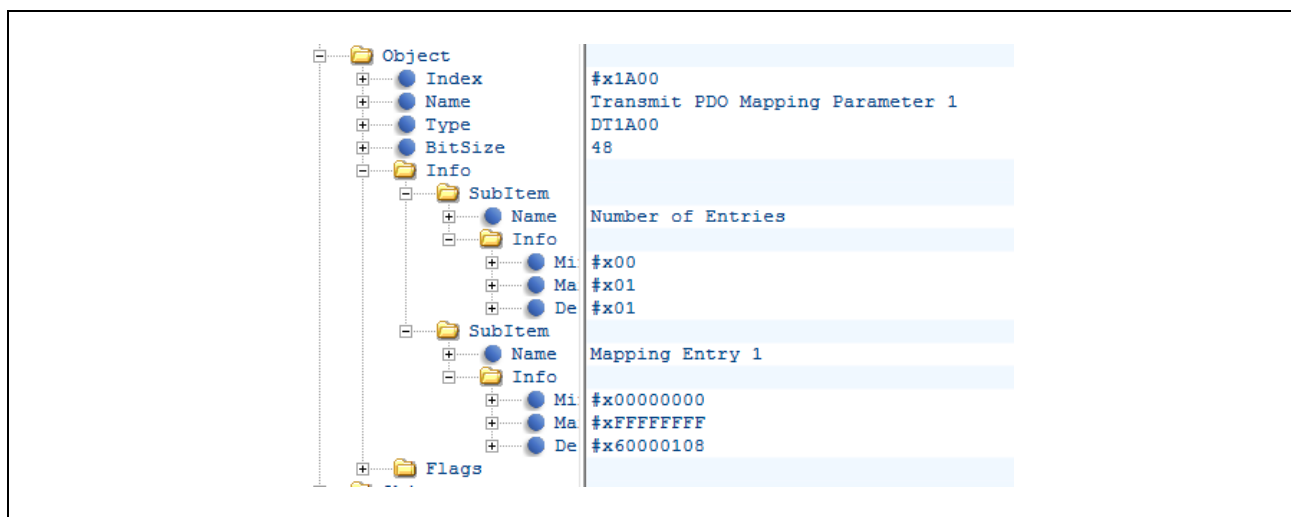 Object
Index #x1A00
Name Transmit PDO Mapping Parameter 1
Type DT1A00
BitSize 48
Info
SubItem
Name Number of Entries
Info
Mi #x00
Ma #x01
De #x01
SubItem
Name Mapping Entry 1
Info
Mi #x00000000
Ma #xFFFFFFFF
De #x60000108
Flags